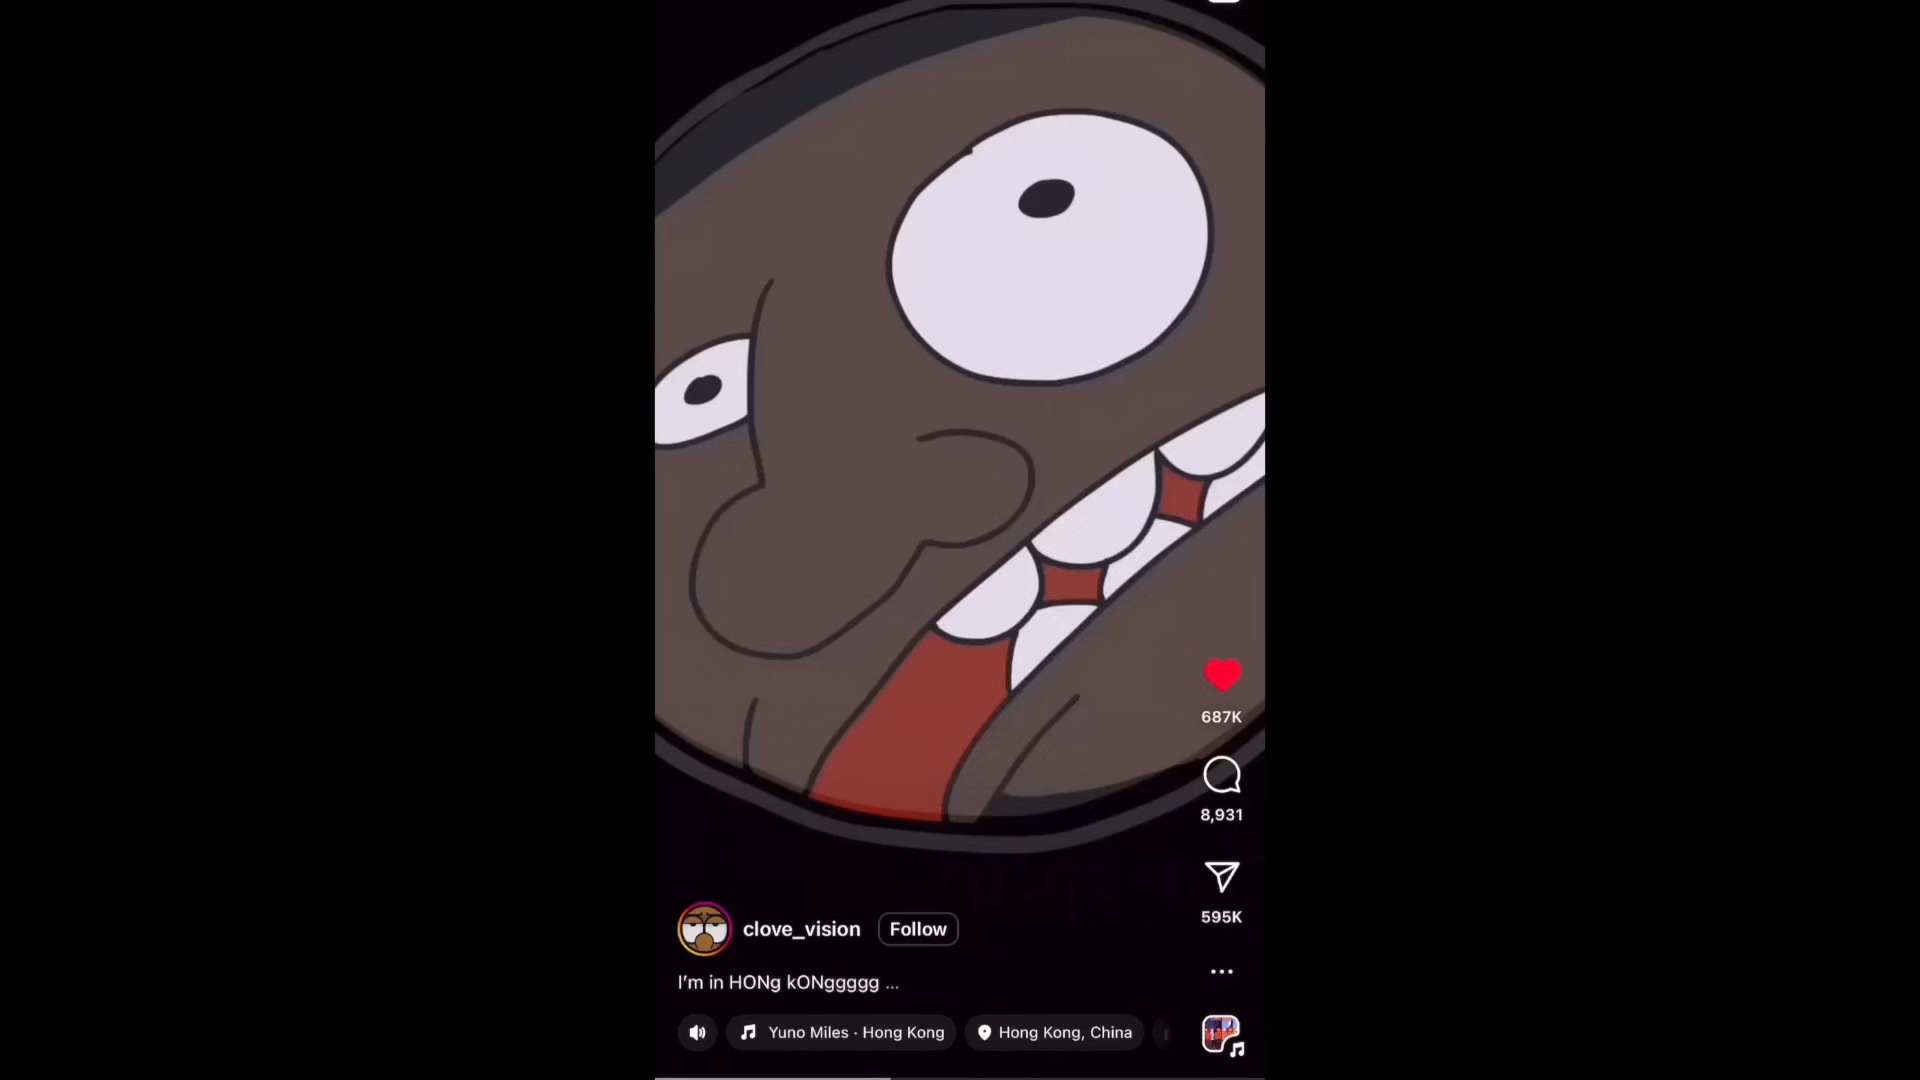 687K
8,931
595K
clove_vision Follow
I'm in HONg kONggggg ...
Yuno Miles · Hong Kong Hong Kong, China